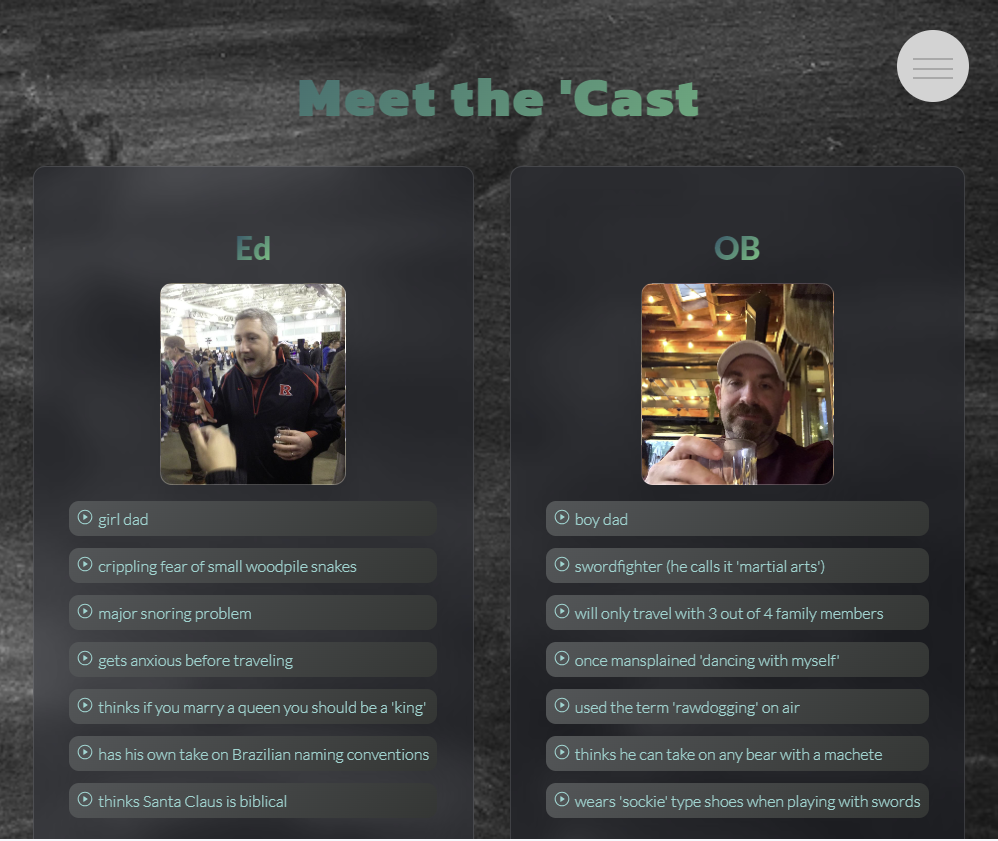 Meet the 'Cast
Ed
R
girl dad
crippling fear of small woodpile snakes
major snoring problem
gets anxious before traveling
thinks if you marry a queen you should be a 'king'
has his own take on Brazilian naming conventions
thinks Santa Claus is biblical
OB
boy dad
swordfighter (he calls it 'martial arts')
will only travel with 3 out of 4 family members
once mansplained 'dancing with myself'
used the term 'rawdogging' on air
thinks he can take on any bear with a machete
wears 'sockie' type shoes when playing with swords